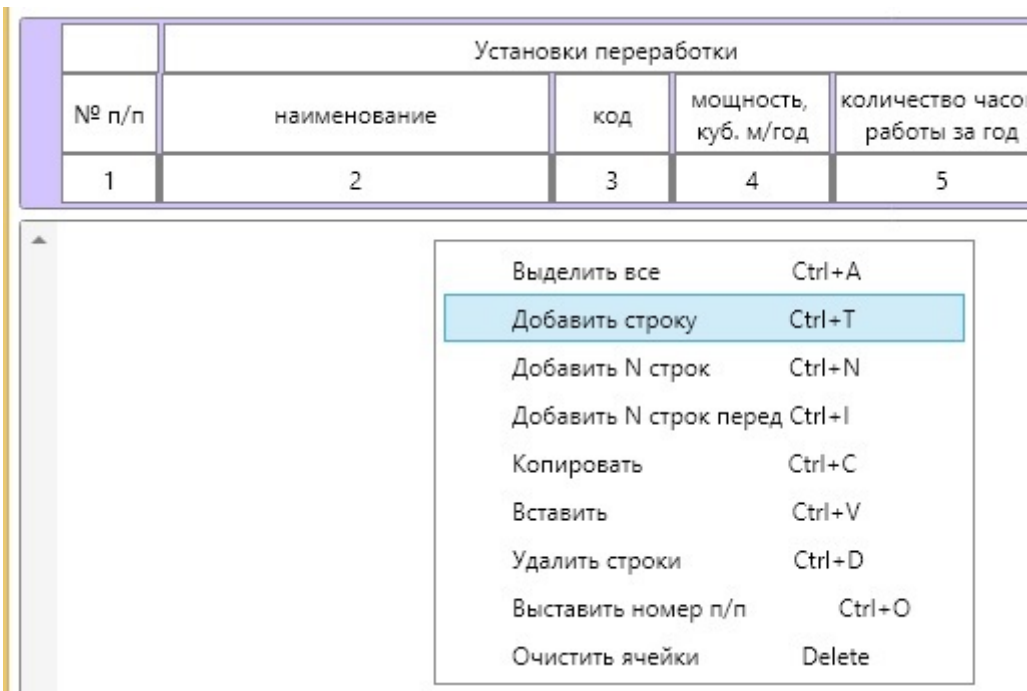 Установки переработки
№ п/п наименование код мощность, куб. м/год количество часов работы за год
1 2 3 4 5
Выделить все Ctrl+A
Добавить строку Ctrl+T
Добавить N строк Ctrl+N
Добавить N строк перед Ctrl+I
Копировать Ctrl+C
Вставить Ctrl+V
Удалить строки Ctrl+D
Выставить номер п/п Ctrl+O
Очистить ячейки Delete